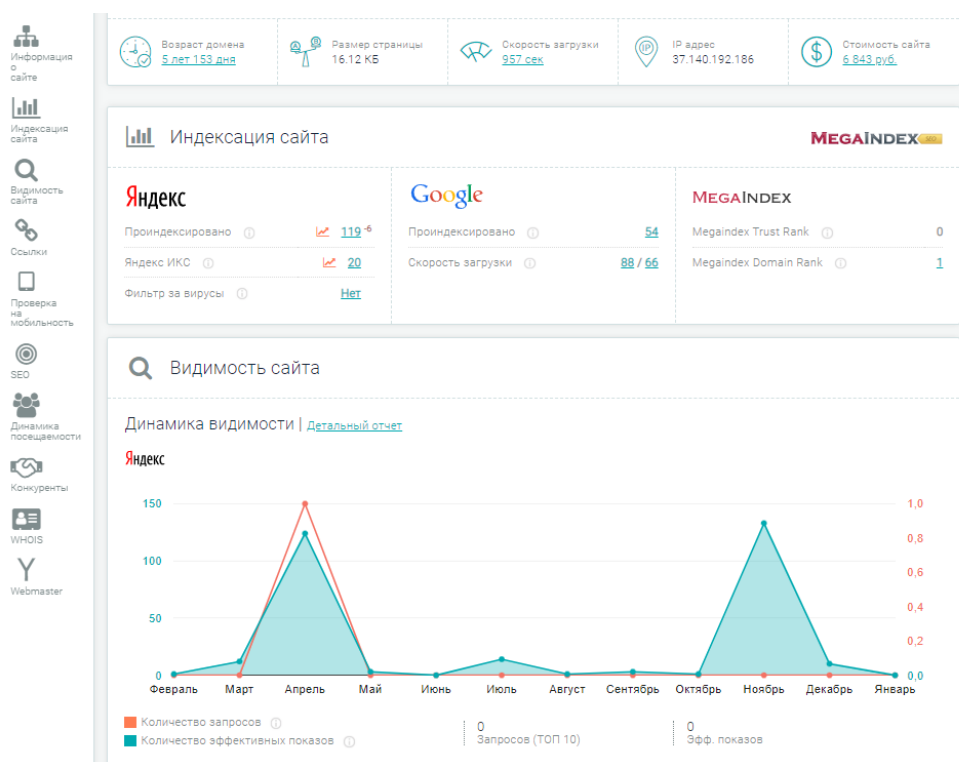 Информация
о
сайте
Индексация
сайта
Видимость
сайта
Ссылки
Проверка
на
мобильность
SEO
Динамика
посещаемости
Конкуренты
WHOIS
Webmaster
Возраст домена
5 лет 153 дня
Размер страницы
16.12 КБ
Скорость загрузки
957 сек
IP
IP адрес
37.140.192.186
Стоимость сайта
6 843 руб.
Индексация сайта
MEGAINDEX
Яндекс
Проиндексировано 119 -6
Яндекс ИКС 20
Фильтр за вирусы Нет
Google
Проиндексировано 54
Скорость загрузки 88 / 66
MEGAINDEX
Megaindex Trust Rank 0
Megaindex Domain Rank 1
Видимость сайта
Динамика видимости | Детальный отчет
Яндекс
150 1,0
0,8
100
0,6
50 0,4
0,2
0 0,0
Февраль Март Апрель Май Июнь Июль Август Сентябрь Октябрь Ноябрь Декабрь Январь
Количество запросов
Количество эффективных показов
0
Запросов (ТОП 10)
0
Эфф. показов